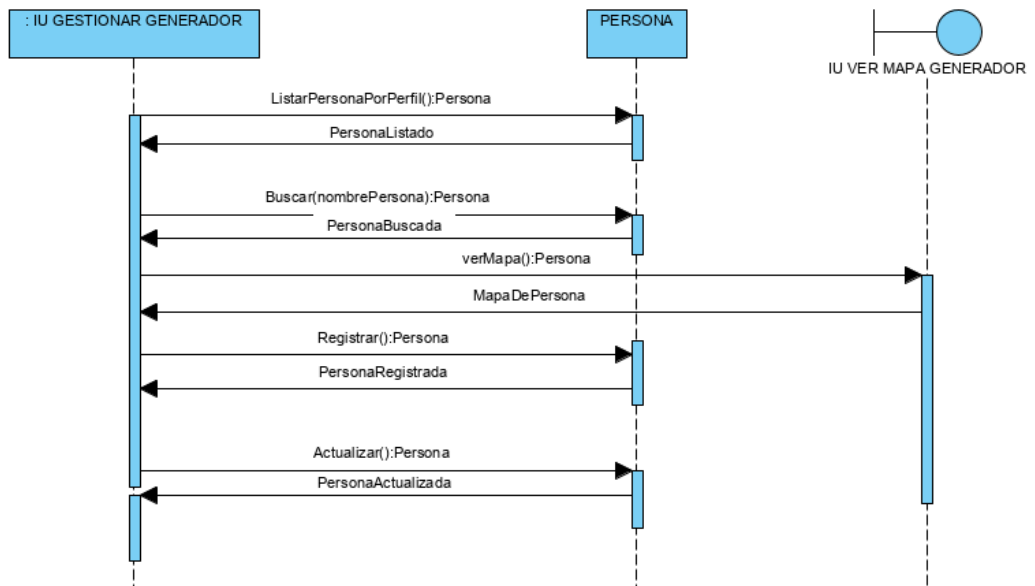 : IU GESTIONAR GENERADOR
PERSONA
IU VER MAPA GENERADOR
ListarPersonaPorPerfil():Persona
PersonaListado
Buscar(nombrePersona):Persona
PersonaBuscada
verMapa():Persona
MapaDePersona
Registrar():Persona
PersonaRegistrada
Actualizar():Persona
PersonaActualizada